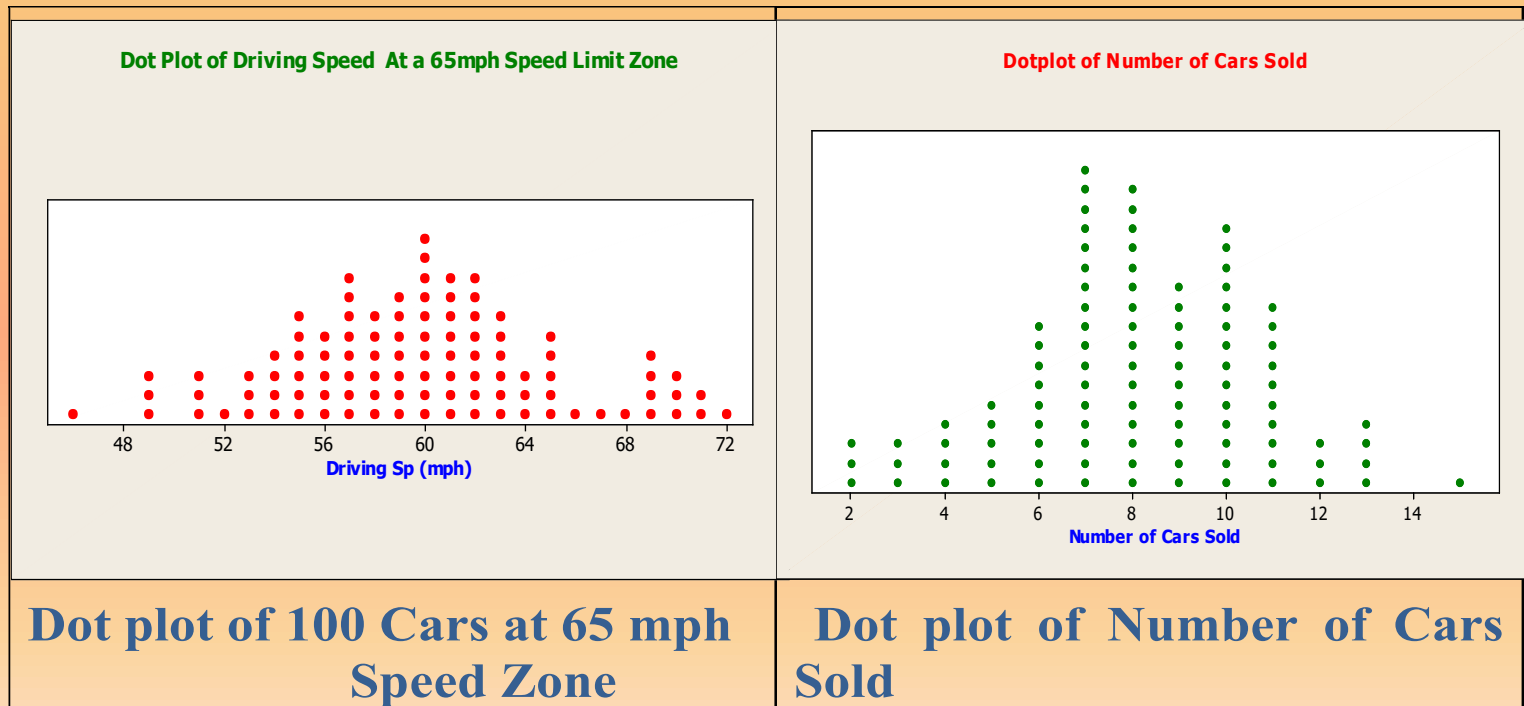 Dot Plot of Driving Speed At a 65mph Speed Limit Zone
48 52 56 60 64 68 72
Driving Sp (mph)
Dot plot of 100 Cars at 65 mph
Speed Zone
Dotplot of Number of Cars Sold
2 4 6 8 10 12 14
Number of Cars Sold
Dot plot of Number of Cars
Sold